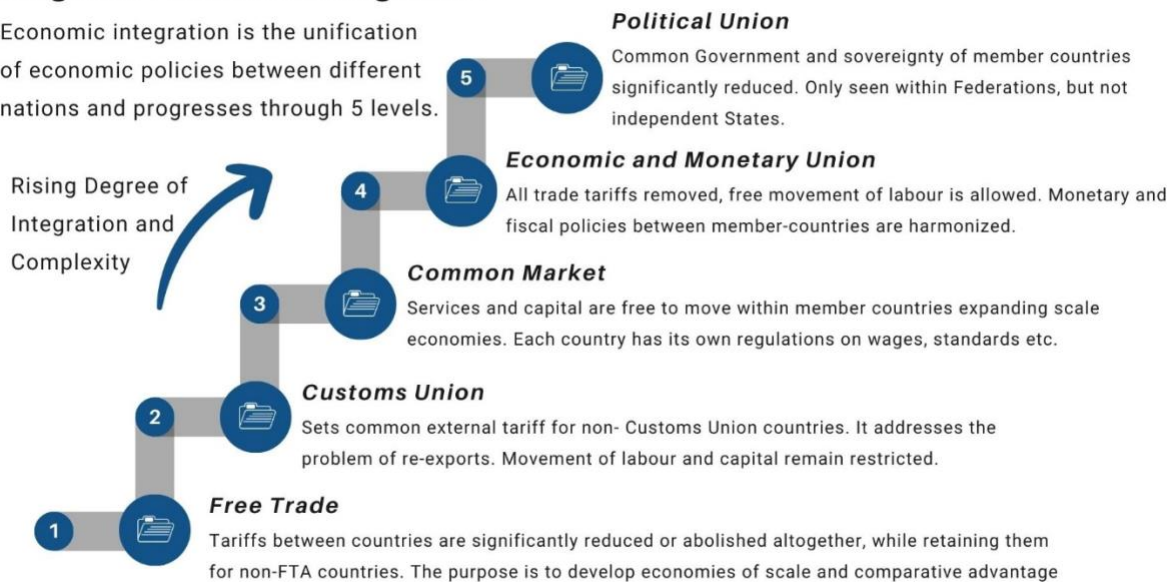 Economic integration is the unification
of economic policies between different
nations and progresses through 5 levels.
Rising Degree of
Integration and
Complexity
5
Political Union
Common Government and sovereignty of member countries
significantly reduced. Only seen within Federations, but not
independent States.
4
Economic and Monetary Union
All trade tariffs removed, free movement of labour is allowed. Monetary and
fiscal policies between member-countries are harmonized.
3
Common Market
Services and capital are free to move within member countries expanding scale
economies. Each country has its own regulations on wages, standards etc.
2
Customs Union
Sets common external tariff for non- Customs Union countries. It addresses the
problem of re-exports. Movement of labour and capital remain restricted.
1
Free Trade
Tariffs between countries are significantly reduced or abolished altogether, while retaining them
for non-FTA countries. The purpose is to develop economies of scale and comparative advantage